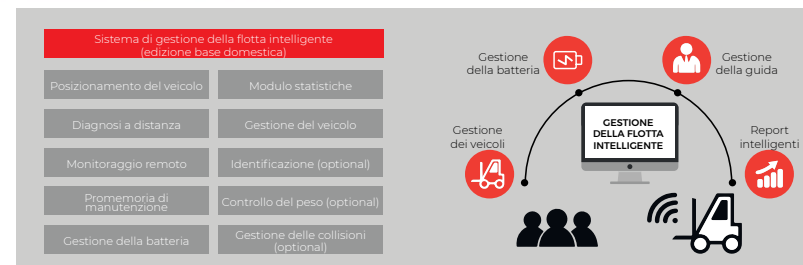 Sistema di gestione della flotta intelligente
(edizione base domestica)
Posizionamento del veicolo
Modulo statistiche
Diagnosi a distanza
Gestione del veicolo
Monitoraggio remoto
Identificazione (optional)
Promemoria di
manutenzione
Controllo del peso (optional)
Gestione della batteria
Gestione delle collisioni
(optional)
Gestione
della batteria
Gestione
della guida
Gestione
dei veicoli
GESTIONE
DELLA FLOTTA
INTELLIGENTE
Report
intelligenti